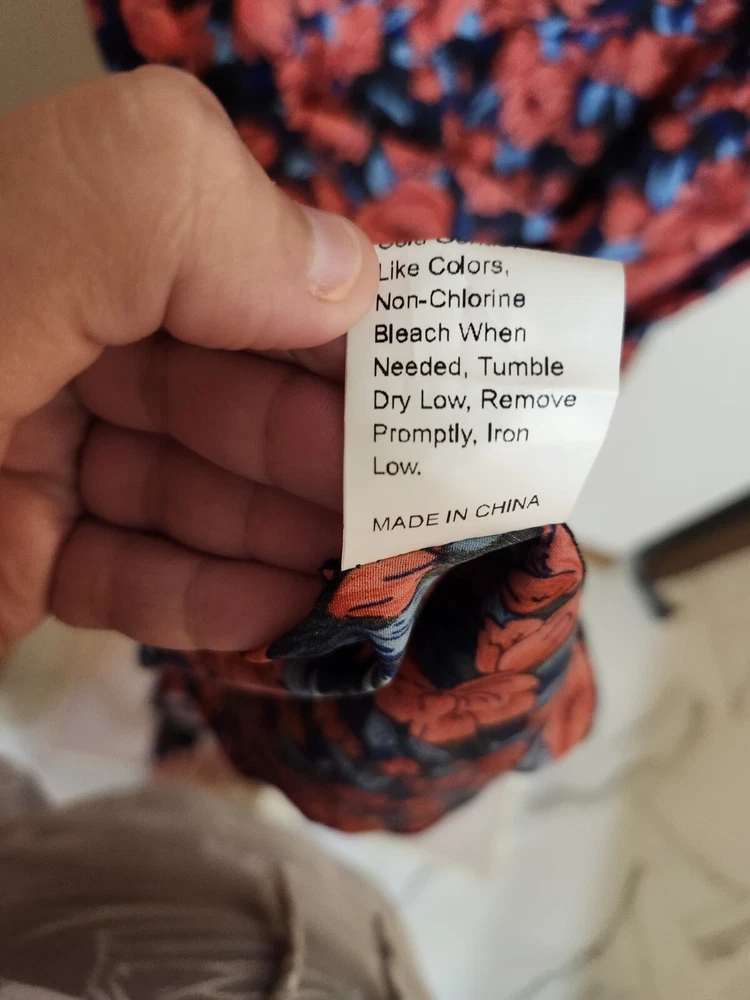 Like Colors,
Non-Chlorine
Bleach When
Needed, Tumble
Dry Low, Remove
Promptly, Iron
Low.
MADE IN CHINA